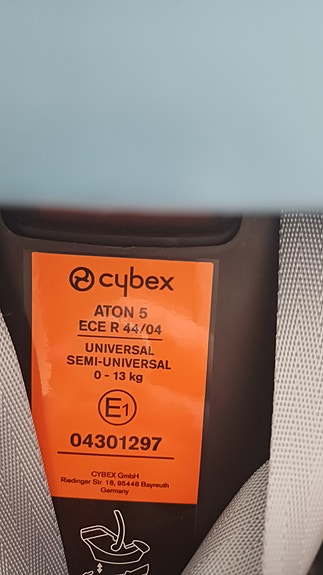 cybex
ATON 5
ECE R 44/04
UNIVERSAL
SEMI-UNIVERSAL
0 - 13 kg
E1
04301297
CYBEX GmbH
Riedinger Str. 18, 95448 Bayreuth
Germany